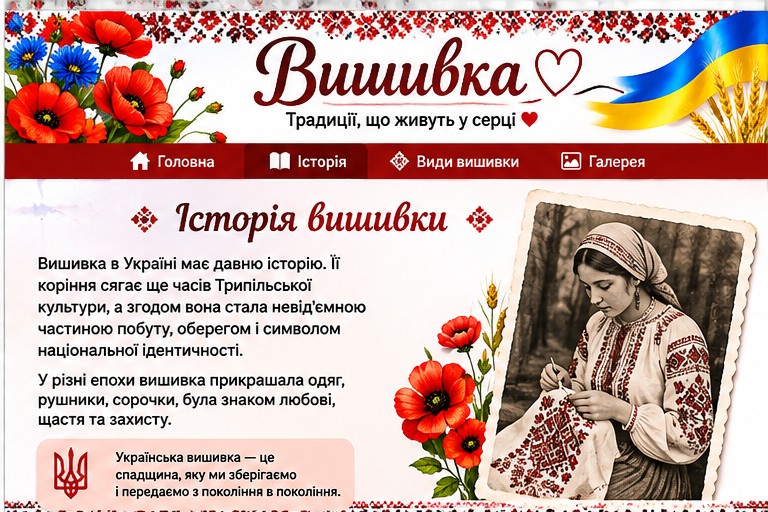 Вишивка
Традиції, що живуть у серці
Головна
Історія
Види вишивки
Галерея
Історія вишивки
Вишивка в Україні має давню історію. Її
коріння сягає ще часів Трипільської
культури, а згодом вона стала невід'ємною
частиною побуту, оберегом і символом
національної ідентичності.
У різні епохи вишивка прикрашала одяг,
рушники, сорочки, була знаком любові,
щастя та захисту.
Українська вишивка — це
спадщина, яку ми зберігаємо
і передаємо з покоління в покоління.